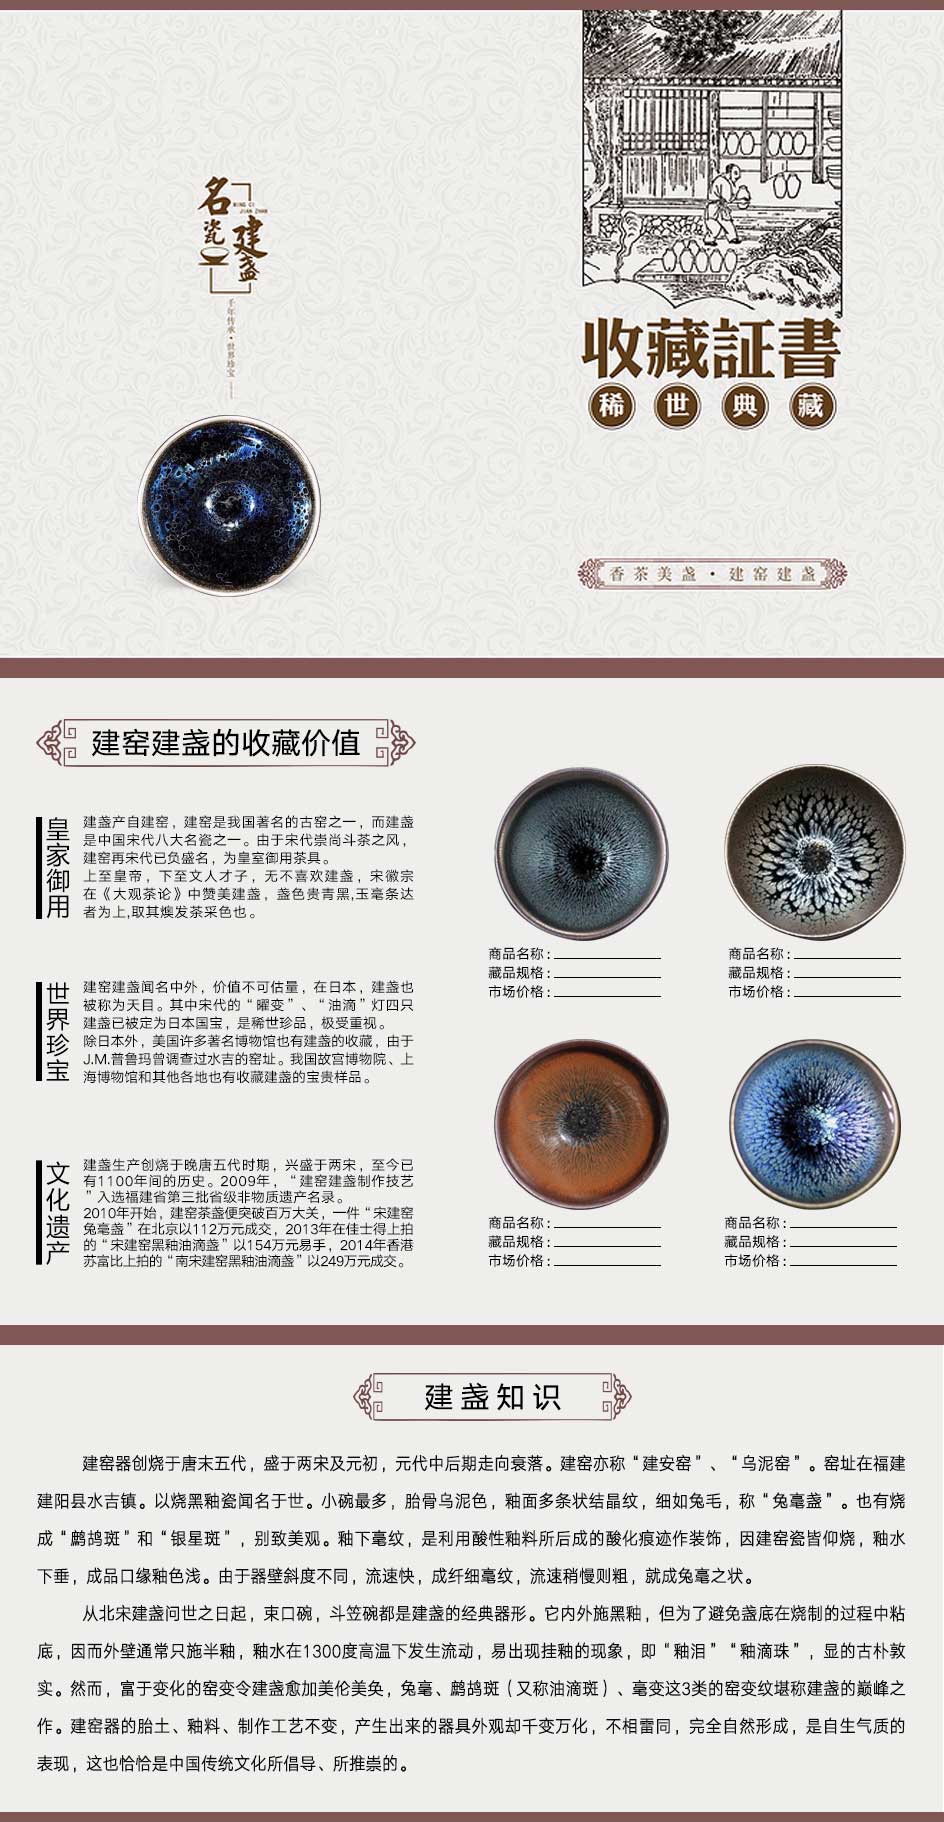 名瓷
MING CI
JIAN ZHAN
建盏
千年传承·世界珍宝
收藏証書
稀世典藏
香茶美盏·建窑建盏
建窑建盏的收藏价值
皇家御用
建盏产自建窑，建窑是我国著名的古窑之一，而建盏
是中国宋代八大名瓷之一。由于宋代崇尚斗茶之风，
建窑再宋代已负盛名，为皇室御用茶具。
上至皇帝，下至文人才子，无不喜欢建盏，宋徽宗
在《大观茶论》中赞美建盏，盏色贵青黑,玉毫条达
者为上,取其燠发茶采色也。
世界珍宝
建窑建盏闻名中外，价值不可估量，在日本，建盏也
被称为天目。其中宋代的“曜变”、“油滴”灯四只
建盏已被定为日本国宝，是稀世珍品，极受重视。
除日本外，美国许多著名博物馆也有建盏的收藏，由于
J.M.普鲁玛曾调查过水吉的窑址。我国故宫博物院、上
海博物馆和其他各地也有收藏建盏的宝贵样品。
文化遗产
建盏生产创烧于晚唐五代时期，兴盛于两宋，至今已
有1100年间的历史。2009年，“建窑建盏制作技艺
”入选福建省第三批省级非物质遗产名录。
2010年开始，建窑茶盏便突破百万大关，一件“宋建窑
兔毫盏”在北京以112万元成交，2013年在佳士得上拍
的“宋建窑黑釉油滴盏”以154万元易手，2014年香港
苏富比上拍的“南宋建窑黑釉油滴盏”以249万元成交。
商品名称：
藏品规格：
市场价格：
商品名称：
藏品规格：
市场价格：
商品名称：
藏品规格：
市场价格：
商品名称：
藏品规格：
市场价格：
建盏知识
建窑器创烧于唐末五代，盛于两宋及元初，元代中后期走向衰落。建窑亦称“建安窑”、“乌泥窑”。窑址在福建
建阳县水吉镇。以烧黑釉瓷闻名于世。小碗最多，胎骨乌泥色，釉面多条状结晶纹，细如兔毛，称“兔毫盏”。也有烧
成“鹧鸪斑”和“银星斑”，别致美观。釉下毫纹，是利用酸性釉料所后成的酸化痕迹作装饰，因建窑瓷皆仰烧，釉水
下垂，成品口缘釉色浅。由于器壁斜度不同，流速快，成纤细毫纹，流速稍慢则粗，就成兔毫之状。
从北宋建盏问世之日起，束口碗，斗笠碗都是建盏的经典器形。它内外施黑釉，但为了避免盏底在烧制的过程中粘
底，因而外壁通常只施半釉，釉水在1300度高温下发生流动，易出现挂釉的现象，即“釉泪”“釉滴珠”，显的古朴敦
实。然而，富于变化的窑变令建盏愈加美伦美奂，兔毫、鹧鸪斑（又称油滴斑）、毫变这3类的窑变纹堪称建盏的巅峰之
作。建窑器的胎土、釉料、制作工艺不变，产生出来的器具外观却千变万化，不相雷同，完全自然形成，是自生气质的
表现，这也恰恰是中国传统文化所倡导、所推崇的。